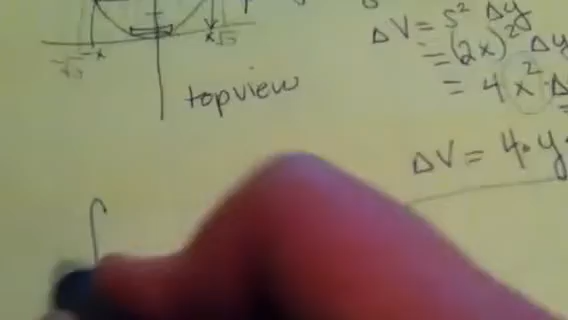 ΔV = s² Δy
= (2x)² Δy
-√5 -x x √5
= 4x² · Δ
topview
ΔV = 4 · y
∫